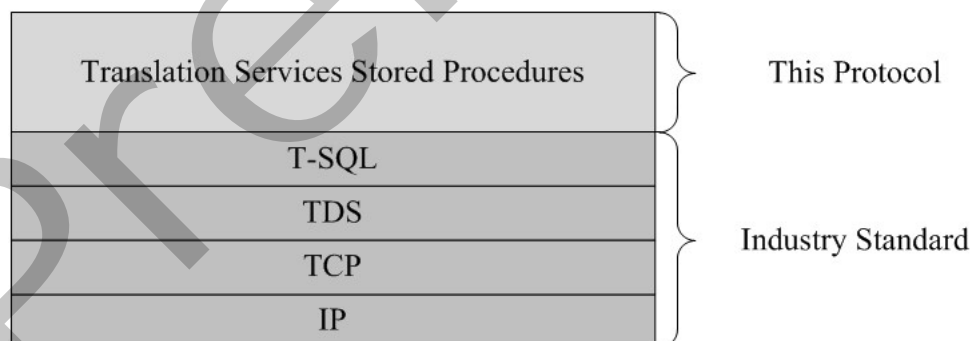 Translation Services Stored Procedures
This Protocol
T-SQL
TDS
Industry Standard
TCP
IP